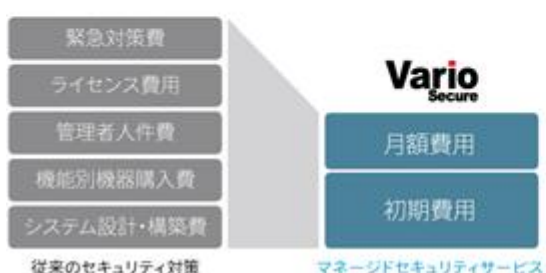 緊急対策費
ライセンス費用
管理者人件費
機能別機器購入費
システム設計・構築費
従来のセキュリティ対策
Vario
Secure
月額費用
初期費用
マネージドセキュリティサービス